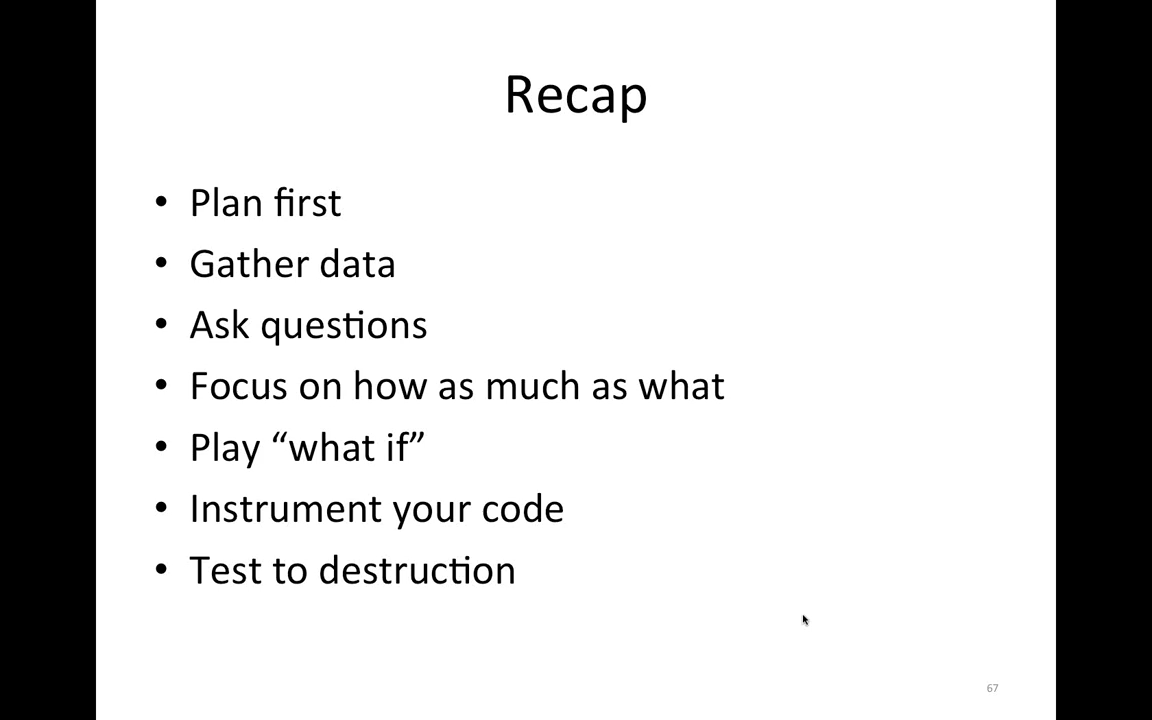 Recap
• Plan first
• Gather data
• Ask questions
• Focus on how as much as what
• Play “what if”
• Instrument your code
• Test to destruction
67